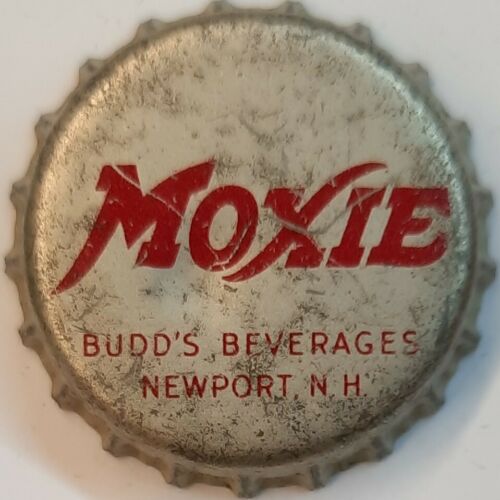 MOXIE
BUDD'S BEVERAGES
NEWPORT, N.H.